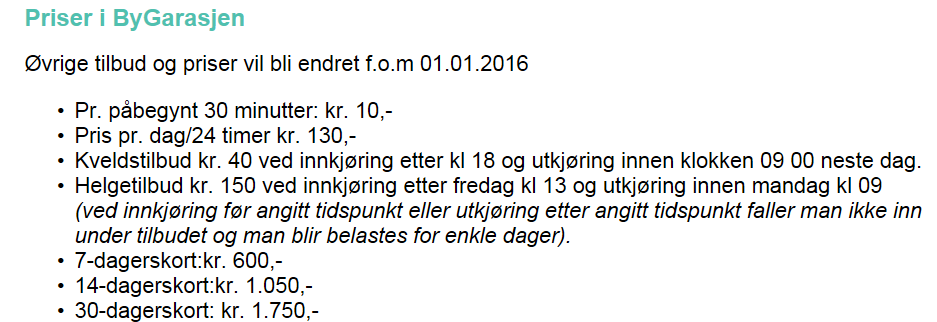 Priser i ByGarasjen
Øvrige tilbud og priser vil bli endret f.o.m 01.01.2016
• Pr. påbegynt 30 minutter: kr. 10,-
• Pris pr. dag/24 timer kr. 130,-
• Kveldstilbud kr. 40 ved innkjøring etter kl 18 og utkjøring innen klokken 09 00 neste dag.
• Helgetilbud kr. 150 ved innkjøring etter fredag kl 13 og utkjøring innen mandag kl 09
(ved innkjøring før angitt tidspunkt eller utkjøring etter angitt tidspunkt faller man ikke inn
under tilbudet og man blir belastes for enkle dager).
• 7-dagerskort:kr. 600,-
• 14-dagerskort:kr. 1.050,-
• 30-dagerskort: kr. 1.750,-